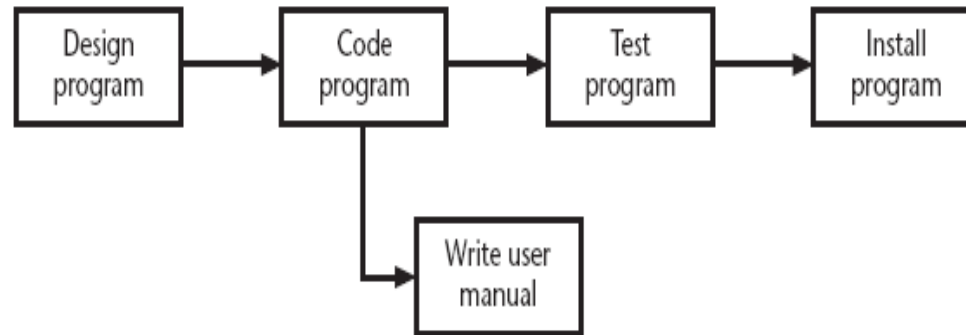 Design
program
Code
program
Test
program
Install
program
Write user
manual